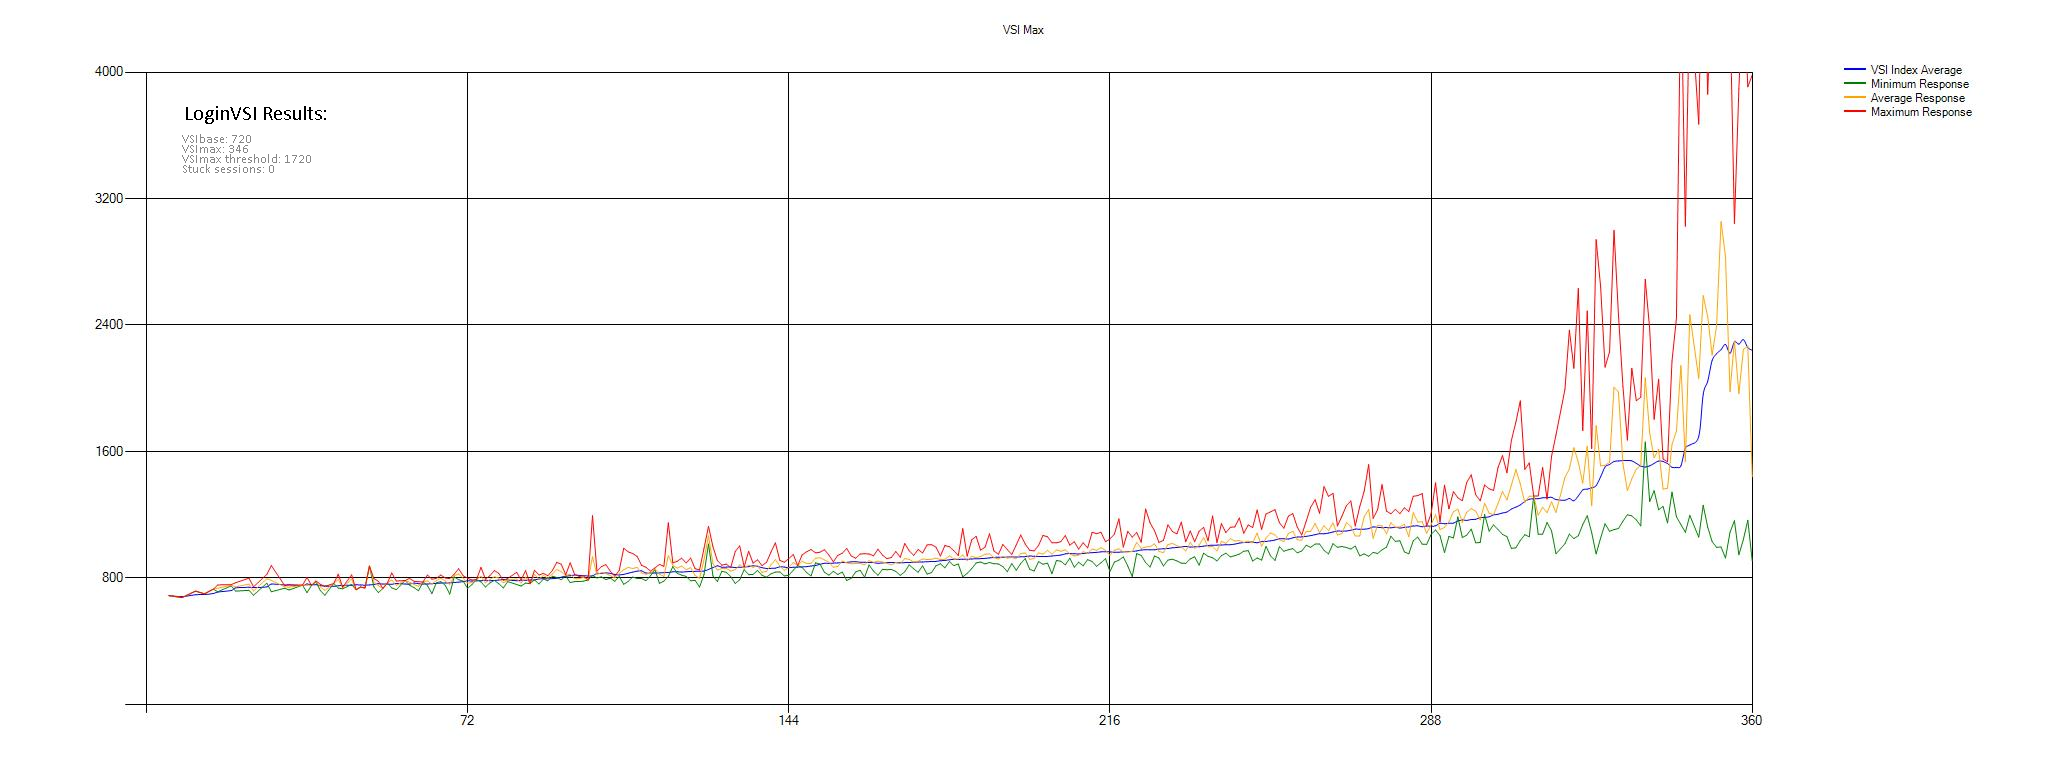 VSI Max
4000
3200
2400
1600
800
LoginVSI Results:
VSIbase: 720
VSImax: 346
VSImax threshold: 1720
Stuck sessions: 0
VSI Index Average
Minimum Response
Average Response
Maximum Response
72
144
216
288
360